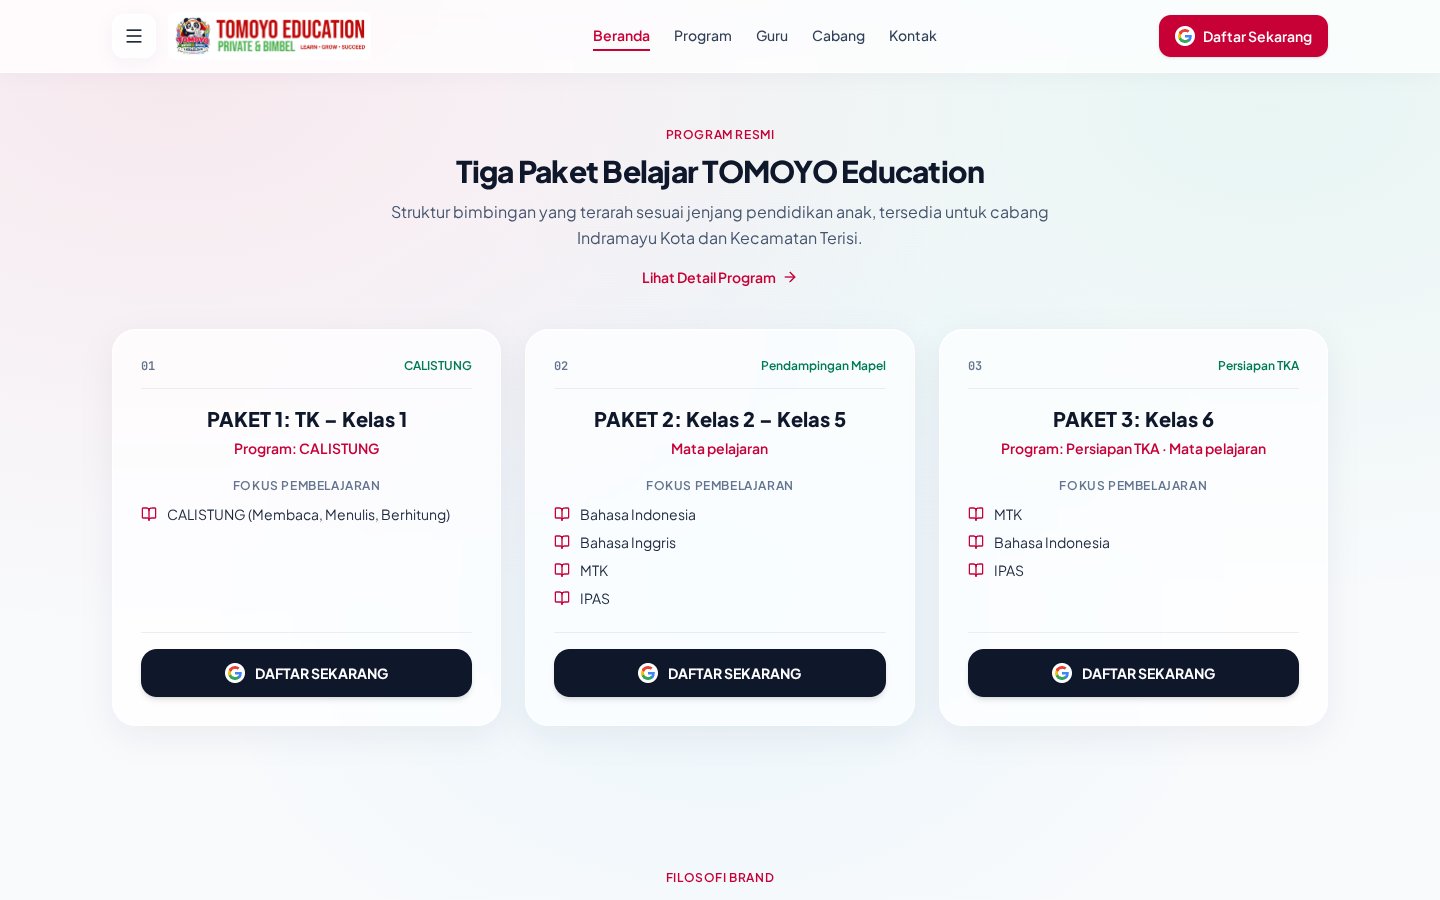 TOMOYO EDUCATION
PRIVATE & BIMBEL LEARN • GROW • SUCCEED
Beranda Program Guru Cabang Kontak
Daftar Sekarang
PROGRAM RESMI
Tiga Paket Belajar TOMOYO Education
Struktur bimbingan yang terarah sesuai jenjang pendidikan anak, tersedia untuk cabang
Indramayu Kota dan Kecamatan Terisi.
Lihat Detail Program →
01 CALISTUNG
PAKET 1: TK – Kelas 1
Program: CALISTUNG
FOKUS PEMBELAJARAN
CALISTUNG (Membaca, Menulis, Berhitung)
DAFTAR SEKARANG
02 Pendampingan Mapel
PAKET 2: Kelas 2 – Kelas 5
Mata pelajaran
FOKUS PEMBELAJARAN
Bahasa Indonesia
Bahasa Inggris
MTK
IPAS
DAFTAR SEKARANG
03 Persiapan TKA
PAKET 3: Kelas 6
Program: Persiapan TKA · Mata pelajaran
FOKUS PEMBELAJARAN
MTK
Bahasa Indonesia
IPAS
DAFTAR SEKARANG
FILOSOFI BRAND